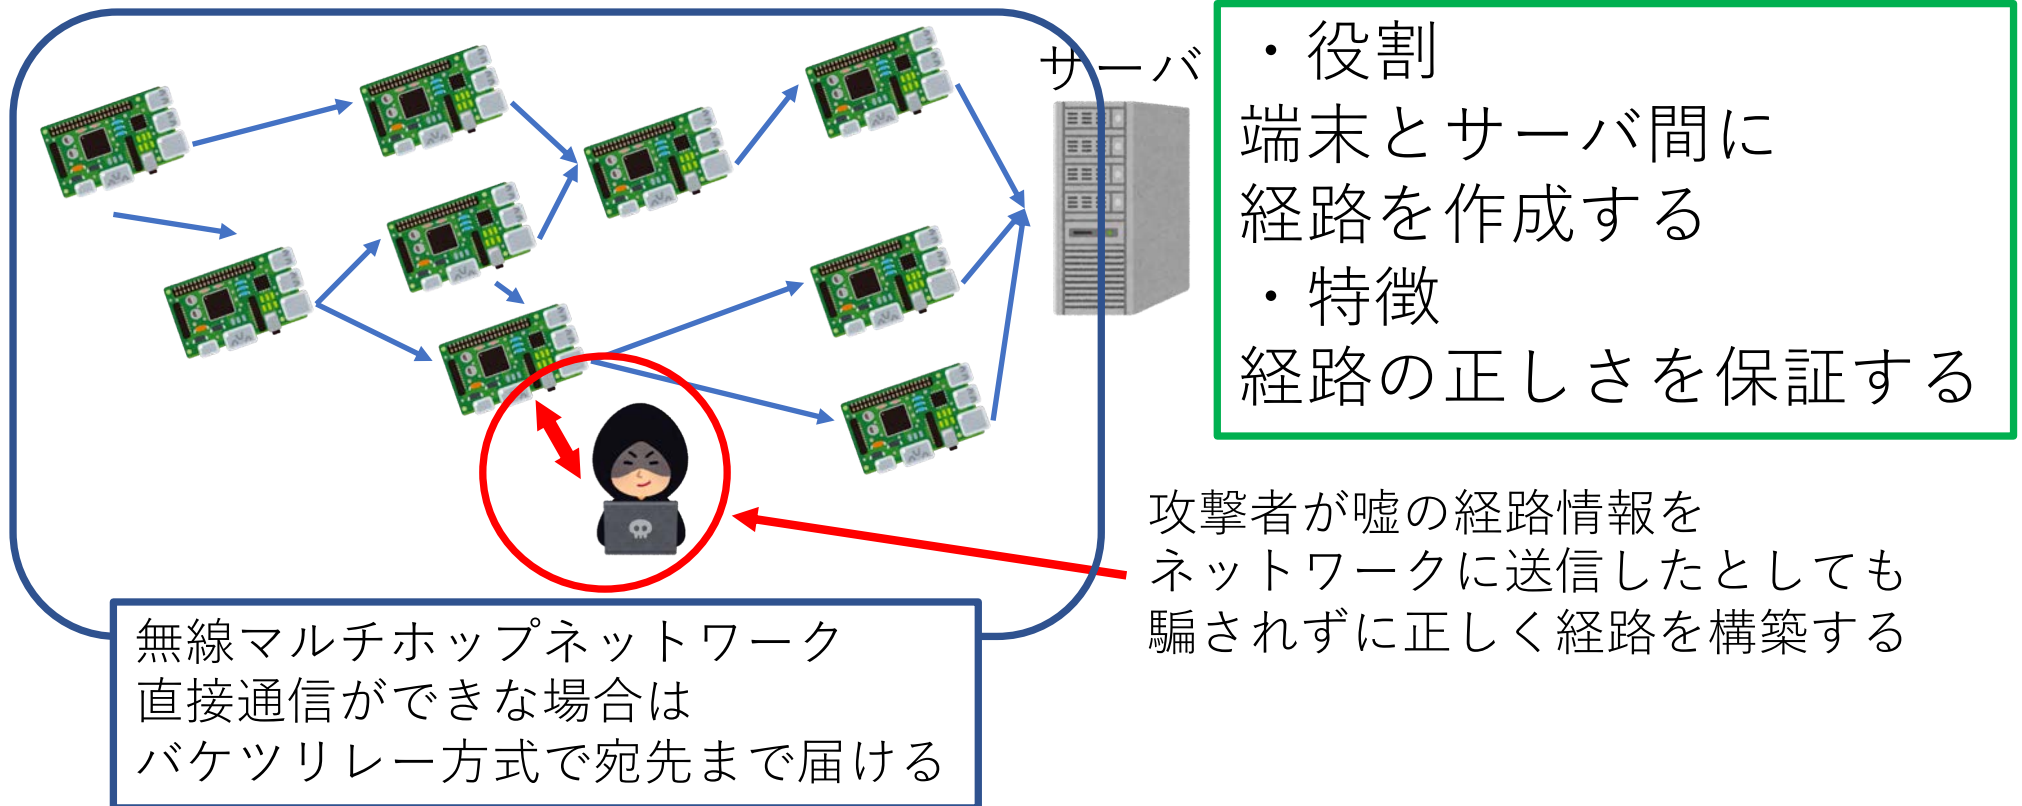 サーバ
・役割
端末とサーバ間に
経路を作成する
・特徴
経路の正しさを保証する
攻撃者が嘘の経路情報を
ネットワークに送信したとしても
騙されずに正しく経路を構築する
無線マルチホップネットワーク
直接通信ができな場合は
バケツリレー方式で宛先まで届ける